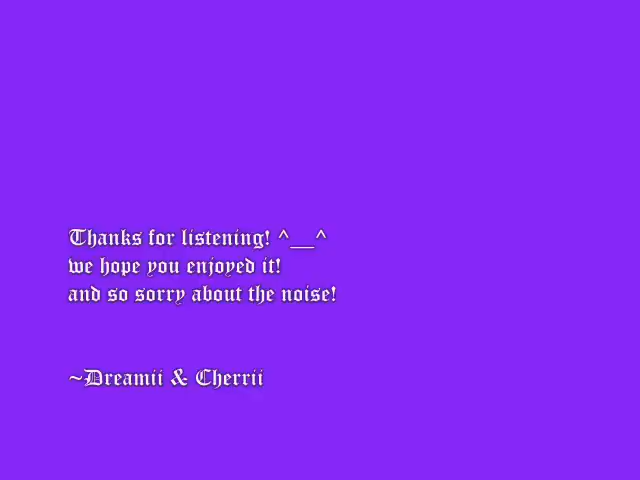 Thanks for listening! ^__^
we hope you enjoyed it!
and so sorry about the noise!
~Dreamii & Cherrii